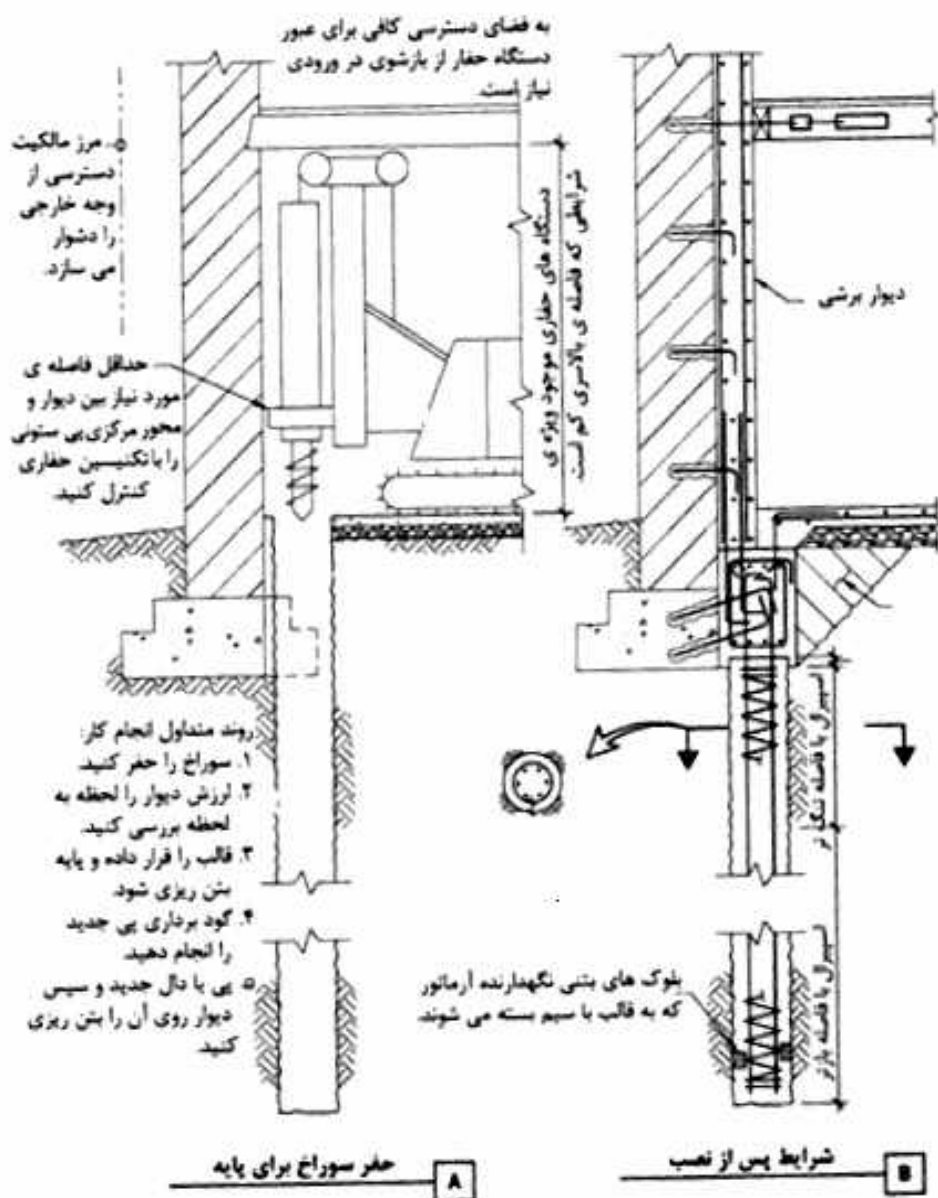 به فضای دسترسی کافی برای عبور
دستگاه حفار از بازشوی در ورودی
نیاز است.
مرز مالکیت
دسترسی از
وجه خارجی
را دشوار
می سازد.
حداقل فاصله ی
مورد نیاز بین دیوار و
محور مرکزی پی ستونی
را با تکنیسین حفاری
کنترل کنید.
دستگاه های حفاری موجود ویژه ی
شرایطی که فاصله ی بالاسری کم است
دیوار برشی
روند متداول انجام کار:
۱. سوراخ را حفر کنید.
۲. لرزش دیوار را لحظه به
لحظه بررسی کنید.
۳. قالب را قرار داده و پایه
بتن ریزی شود.
۴. گود برداری پی جدید
را انجام دهید.
۵ پی یا دال جدید و سپس
دیوار روی آن را بتن ریزی
کنید.
اسپیرال با فاصله تنگ تر
اسپیرال با فاصله بازتر
بلوک های بتنی نگهدارنده آرماتور
که به قالب با سیم بسته می شوند.
حفر سوراخ برای پایه
A
شرایط پس از نصب
B